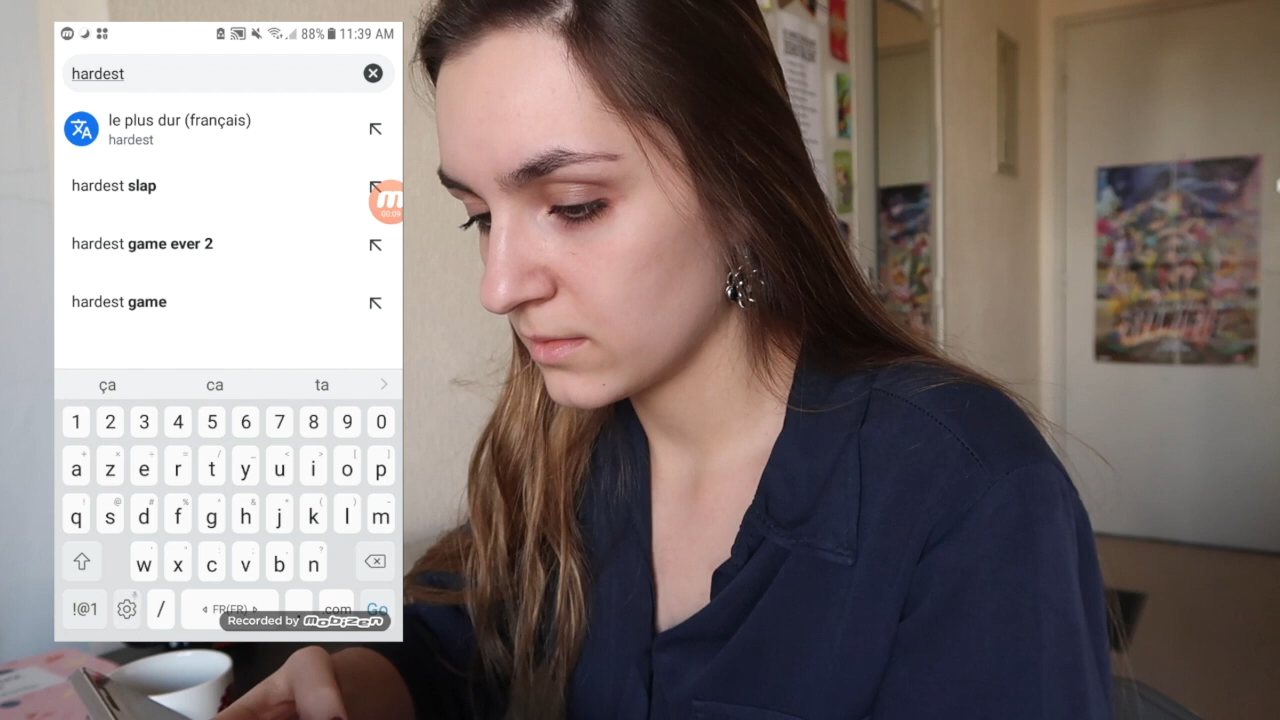 88% 11:39 AM
hardest
le plus dur (français)
hardest
hardest slap
00:09
hardest game ever 2
hardest game
ça ca ta
1 2 3 4 5 6 7 8 9 0
a z e r t y u i o p
q s d f g h j k l m
w x c v b n
!@1 / FR(FR) .com Go
Recorded by mobizen